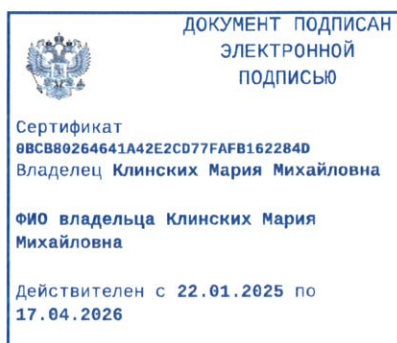 ДОКУМЕНТ ПОДПИСАН
ЭЛЕКТРОННОЙ
ПОДПИСЬЮ
Сертификат
0BCB80264641A42E2CD77FAFB162284D
Владелец Клинских Мария Михайловна
ФИО владельца Клинских Мария
Михайловна
Действителен с 22.01.2025 по
17.04.2026